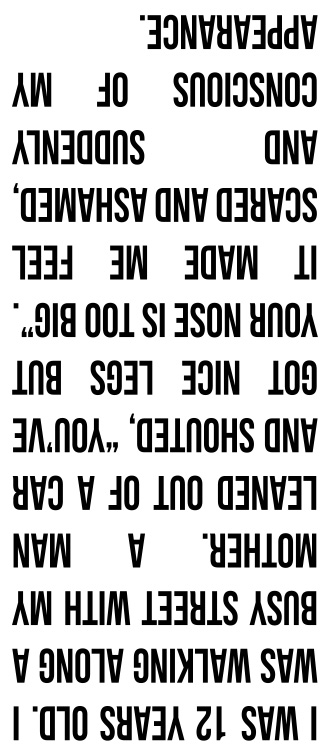 I WAS 12 YEARS OLD. I
WAS WALKING ALONG A
BUSY STREET WITH MY
MOTHER. A MAN
LEANED OUT OF A CAR
AND SHOUTED, “YOU’VE
GOT NICE LEGS BUT
YOUR NOSE IS TOO BIG”.
IT MADE ME FEEL
SCARED AND ASHAMED,
AND SUDDENLY
CONSCIOUS OF MY
APPEARANCE.